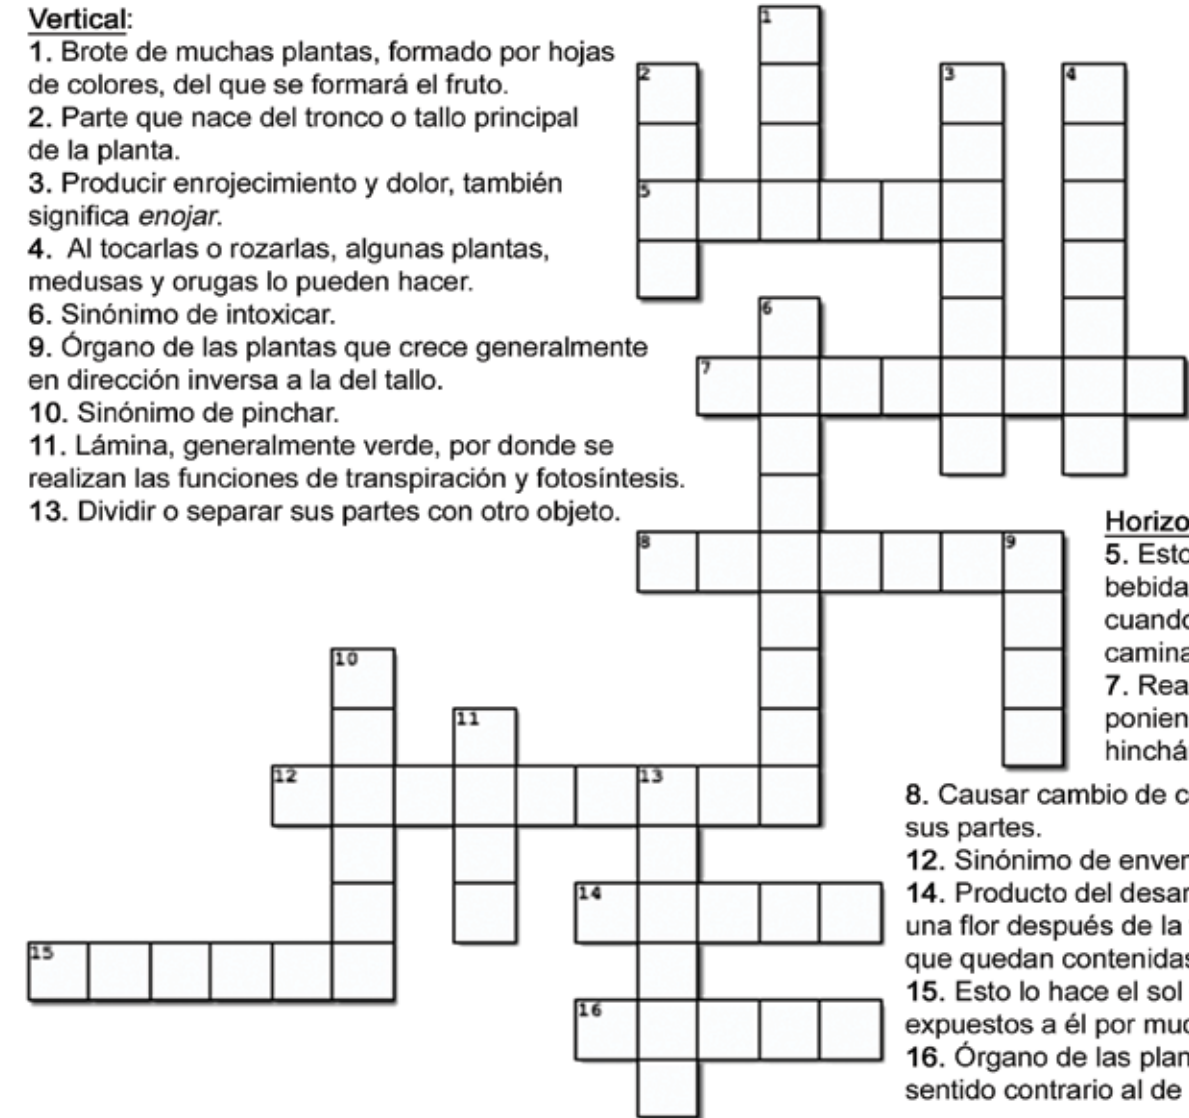 Vertical:
1. Brote de muchas plantas, formado por hojas
de colores, del que se formará el fruto.
2. Parte que nace del tronco o tallo principal
de la planta.
3. Producir enrojecimiento y dolor, también
significa enojar.
4. Al tocarlas o rozarlas, algunas plantas,
medusas y orugas lo pueden hacer.
6. Sinónimo de intoxicar.
9. Órgano de las plantas que crece generalmente
en dirección inversa a la del tallo.
10. Sinónimo de pinchar.
11. Lámina, generalmente verde, por donde se
realizan las funciones de transpiración y fotosíntesis.
13. Dividir o separar sus partes con otro objeto.
1
2
3
4
5
6
7
8
9
10
11
12
13
14
15
16
Horizo
5. Esto
bebida
cuando
camina
7. Rea
ponien
hinchá
8. Causar cambio de c
sus partes.
12. Sinónimo de enver
14. Producto del desar
una flor después de la
que quedan contenidas
15. Esto lo hace el sol
expuestos a él por muc
16. Órgano de las plan
sentido contrario al de